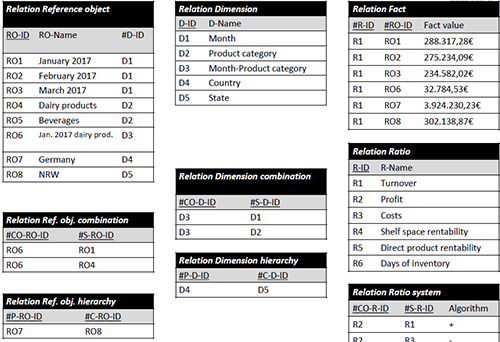 Relation Reference object
RO-ID RO-Name #D-ID
RO1 January 2017 D1
RO2 February 2017 D1
RO3 March 2017 D1
RO4 Dairy products D2
RO5 Beverages D2
RO6 Jan. 2017 dairy prod. D3
RO7 Germany D4
RO8 NRW D5
Relation Ref. obj. combination
#CO-RO-ID #S-RO-ID
RO6 RO1
RO6 RO4
Relation Ref. obj. hierarchy
#P-RO-ID #C-RO-ID
RO7 RO8
Relation Dimension
D-ID D-Name
D1 Month
D2 Product category
D3 Month-Product category
D4 Country
D5 State
Relation Dimension combination
#CO-D-ID #S-D-ID
D3 D1
D3 D2
Relation Dimension hierarchy
#P-D-ID #C-D-ID
D4 D5
Relation Fact
#R-ID #RO-ID Fact value
R1 RO1 288.317,28€
R1 RO2 275.234,09€
R1 RO3 234.582,02€
R1 RO6 32.784,53€
R1 RO7 3.924.230,23€
R1 RO8 302.138,87€
Relation Ratio
R-ID R-Name
R1 Turnover
R2 Profit
R3 Costs
R4 Shelf space rentability
R5 Direct product rentability
R6 Days of inventory
Relation Ratio system
#CO-R-ID #S-R-ID Algorithm
R2 R1 +
R2 R3 -